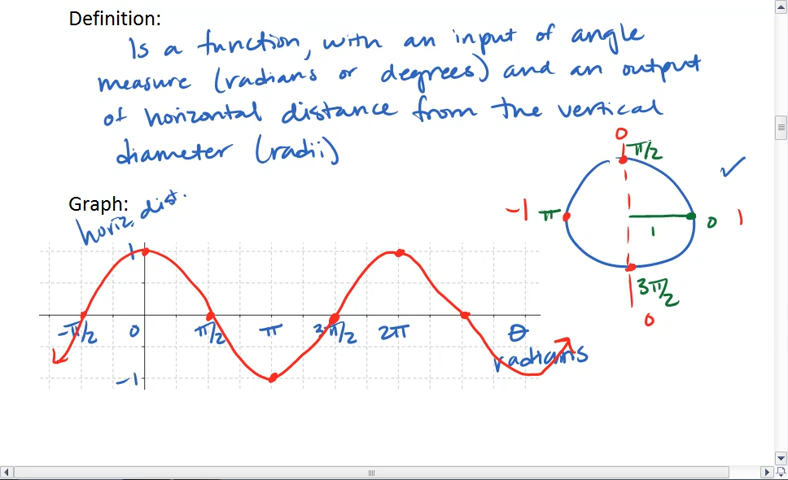 Definition:
Is a function, with an input of angle
measure (radians or degrees) and an output
of horizontal distance from the vertical
diameter (radii)
Graph:
horiz. dist.
1
-π/2 0 π/2 π 3π/2 2π θ
radians
-1
0
π/2
-1 π 1 0 1
3π/2
0